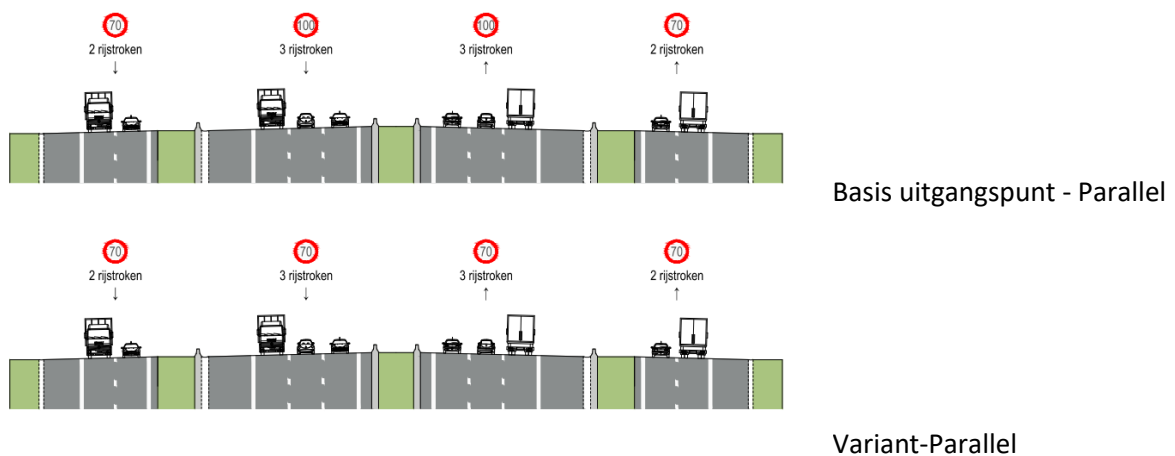 70 100 100 70
2 rijstroken 3 rijstroken 3 rijstroken 2 rijstroken
↓ ↓ ↑ ↑
Basis uitgangspunt - Parallel
70 70 70 70
2 rijstroken 3 rijstroken 3 rijstroken 2 rijstroken
↓ ↓ ↑ ↑
Variant-Parallel